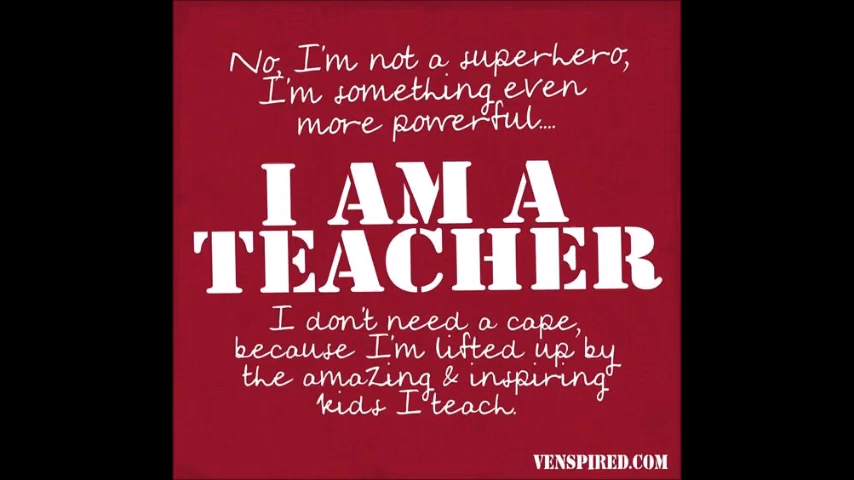 No, I'm not a superhero,
I'm something even
more powerful....
I AM A
TEACHER
I don't need a cape,
because I'm lifted up by
the amazing & inspiring
kids I teach.
VENSPIRED.COM